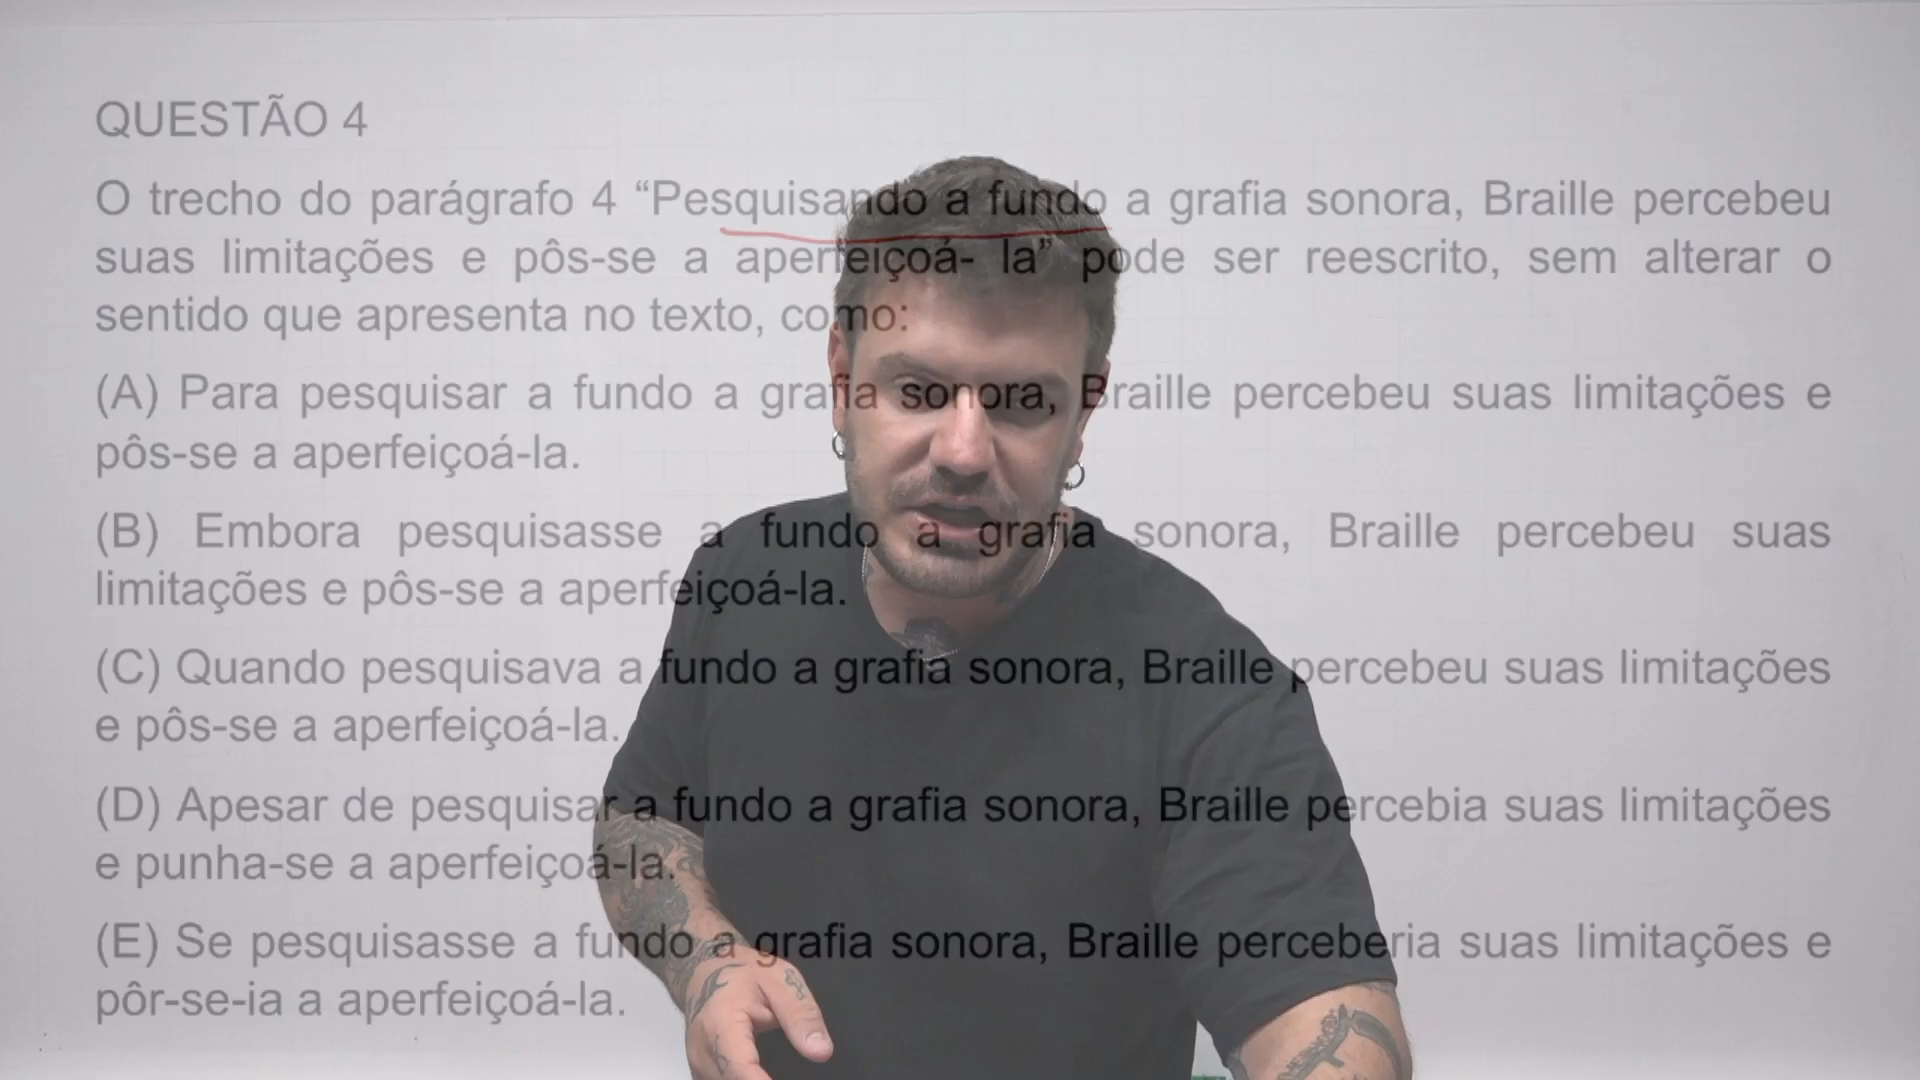 QUESTÃO 4
O trecho do parágrafo 4 “Pesquisando a fundo a grafia sonora, Braille percebeu
suas limitações e pôs-se a aperfeiçoá- la” pode ser reescrito, sem alterar o
sentido que apresenta no texto, como:
(A) Para pesquisar a fundo a grafia sonora, Braille percebeu suas limitações e
pôs-se a aperfeiçoá-la.
(B) Embora pesquisasse a fundo a grafia sonora, Braille percebeu suas
limitações e pôs-se a aperfeiçoá-la.
(C) Quando pesquisava a fundo a grafia sonora, Braille percebeu suas limitações
e pôs-se a aperfeiçoá-la.
(D) Apesar de pesquisar a fundo a grafia sonora, Braille percebia suas limitações
e punha-se a aperfeiçoá-la.
(E) Se pesquisasse a fundo a grafia sonora, Braille perceberia suas limitações e
pôr-se-ia a aperfeiçoá-la.